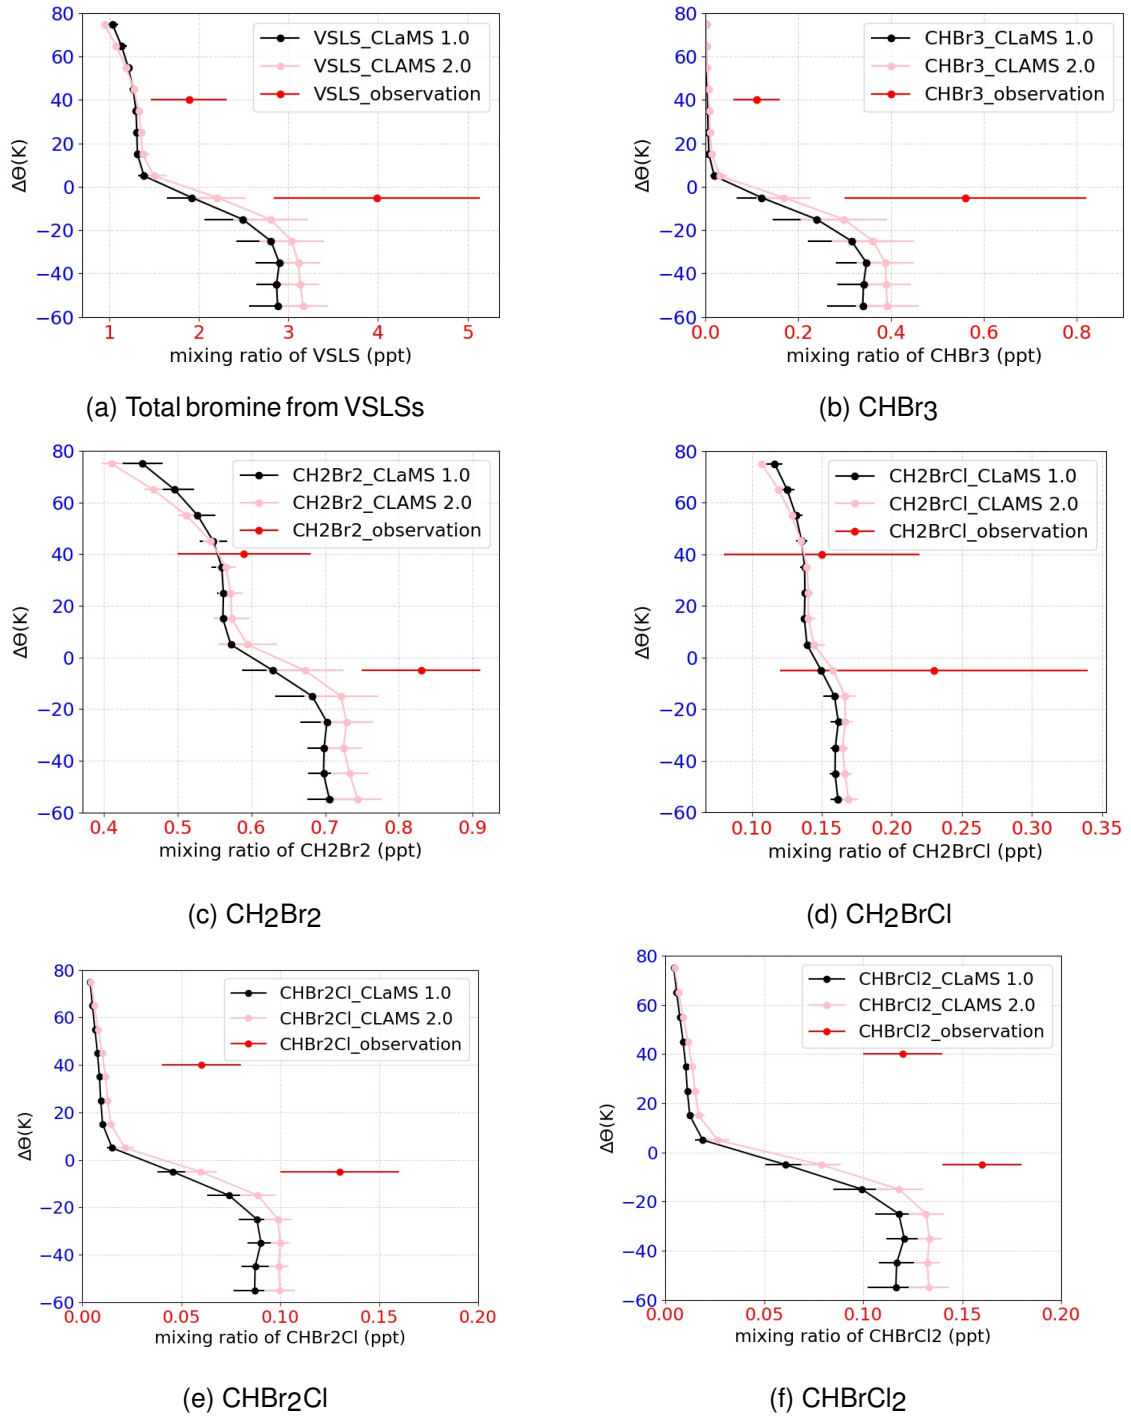 80
60
40
20
0
−20
−40
−60
ΔΘ(K)
VSLS_CLaMS 1.0
VSLS_CLAMS 2.0
VSLS_observation
1 2 3 4 5
mixing ratio of VSLS (ppt)
(a) Total bromine from VSLSs
80
60
40
20
0
−20
−40
−60
ΔΘ(K)
CHBr3_CLaMS 1.0
CHBr3_CLAMS 2.0
CHBr3_observation
0.0 0.2 0.4 0.6 0.8
mixing ratio of CHBr3 (ppt)
(b) CHBr3
80
60
40
20
0
−20
−40
−60
ΔΘ(K)
CH2Br2_CLaMS 1.0
CH2Br2_CLAMS 2.0
CH2Br2_observation
0.4 0.5 0.6 0.7 0.8 0.9
mixing ratio of CH2Br2 (ppt)
(c) CH2Br2
80
60
40
20
0
−20
−40
−60
ΔΘ(K)
CH2BrCl_CLaMS 1.0
CH2BrCl_CLAMS 2.0
CH2BrCl_observation
0.10 0.15 0.20 0.25 0.30 0.35
mixing ratio of CH2BrCl (ppt)
(d) CH2BrCl
80
60
40
20
0
−20
−40
−60
ΔΘ(K)
CHBr2Cl_CLaMS 1.0
CHBr2Cl_CLAMS 2.0
CHBr2Cl_observation
0.00 0.05 0.10 0.15 0.20
mixing ratio of CHBr2Cl (ppt)
(e) CHBr2Cl
80
60
40
20
0
−20
−40
−60
ΔΘ(K)
CHBrCl2_CLaMS 1.0
CHBrCl2_CLAMS 2.0
CHBrCl2_observation
0.00 0.05 0.10 0.15 0.20
mixing ratio of CHBrCl2 (ppt)
(f) CHBrCl2